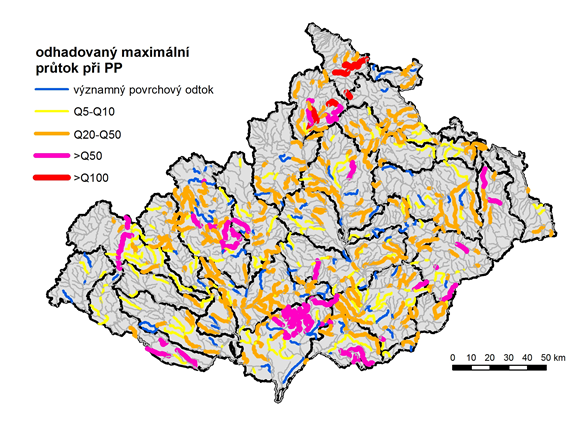 odhadovaný maximální
průtok při PP
významný povrchový odtok
Q5-Q10
Q20-Q50
>Q50
>Q100
0 10 20 30 40 50 km